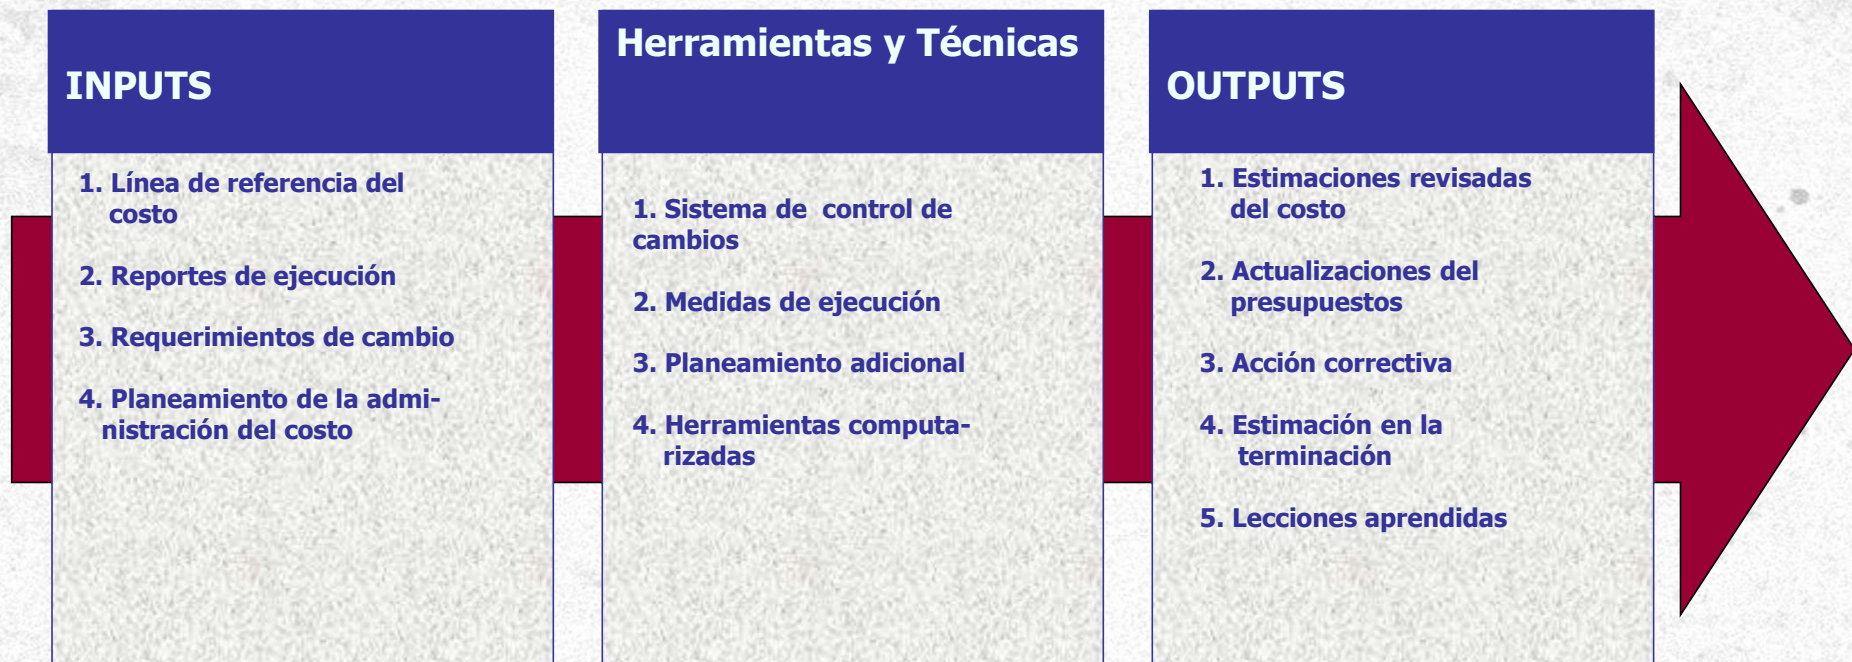 INPUTS
1. Línea de referencia del
costo
2. Reportes de ejecución
3. Requerimientos de cambio
4. Planeamiento de la admi-
nistración del costo
Herramientas y Técnicas
1. Sistema de control de
cambios
2. Medidas de ejecución
3. Planeamiento adicional
4. Herramientas computa-
rizadas
OUTPUTS
1. Estimaciones revisadas
del costo
2. Actualizaciones del
presupuestos
3. Acción correctiva
4. Estimación en la
terminación
5. Lecciones aprendidas